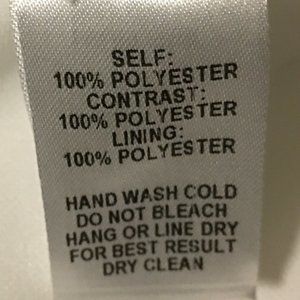 SELF:
100% POLYESTER
CONTRAST:
100% POLYESTER
LINING:
100% POLYESTER
HAND WASH COLD
DO NOT BLEACH
HANG OR LINE DRY
FOR BEST RESULT
DRY CLEAN